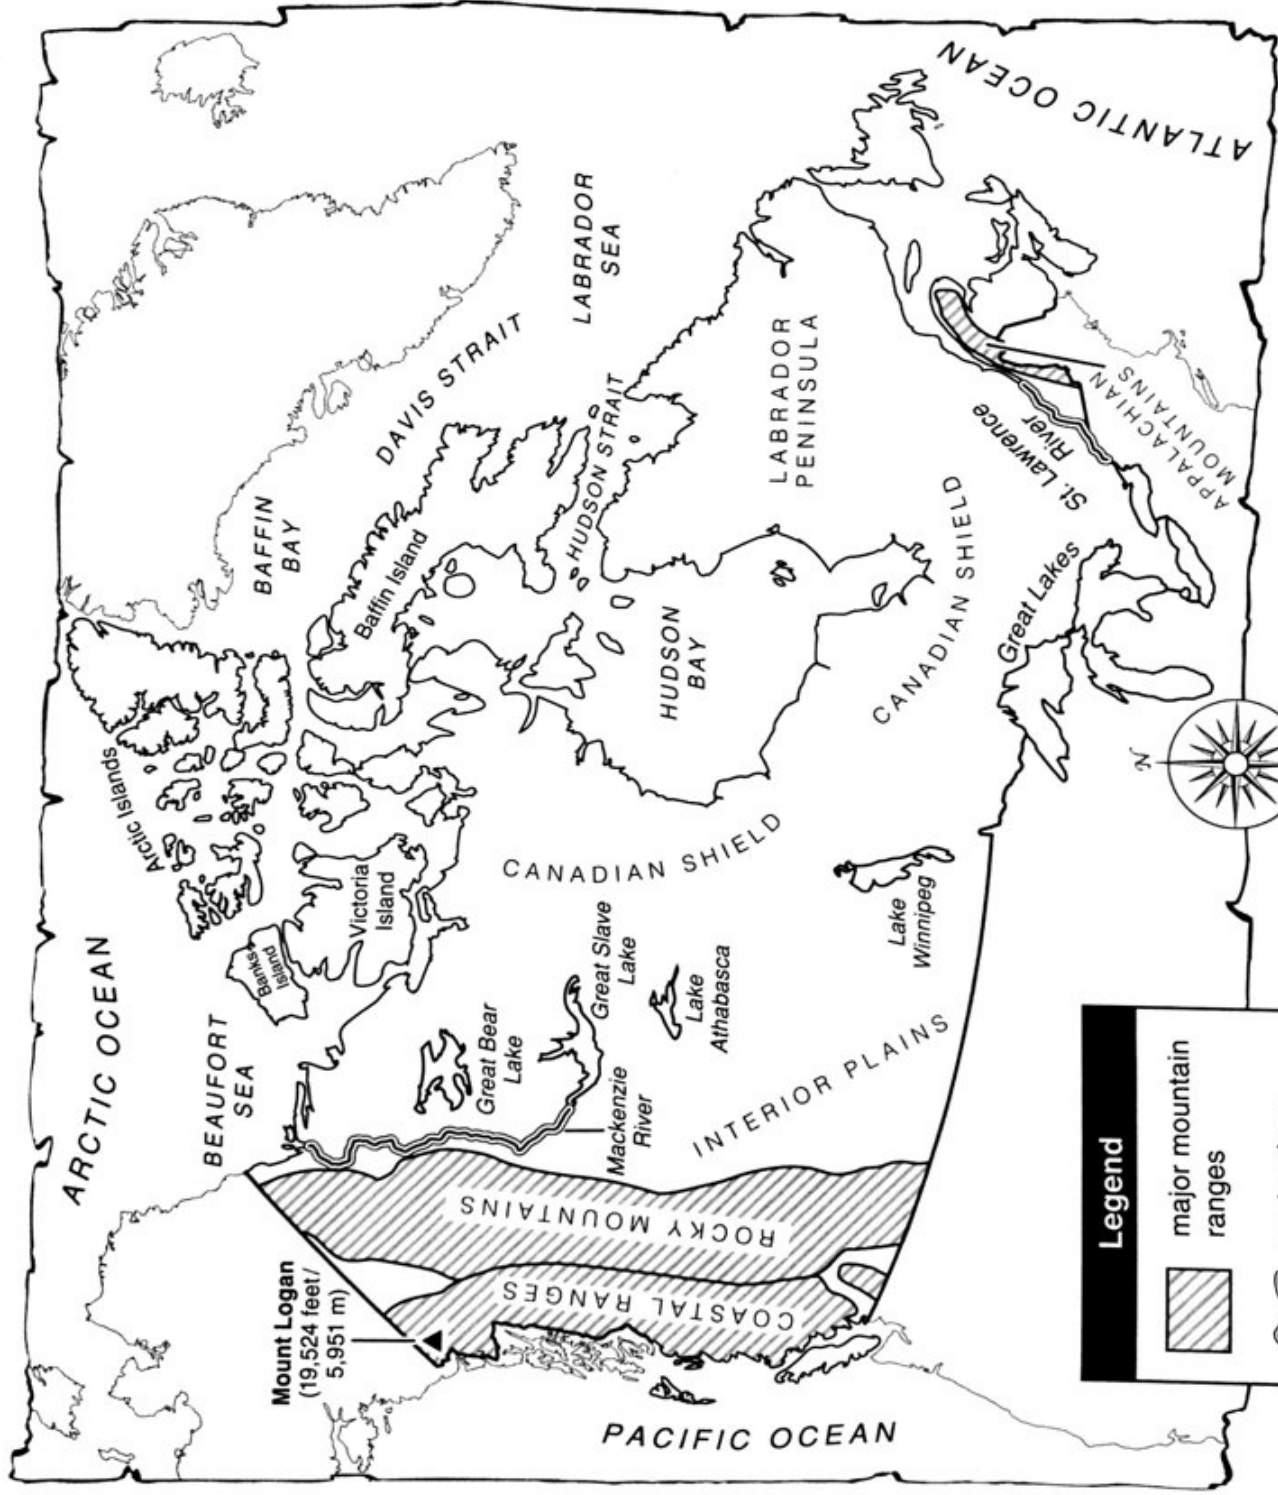 ARCTIC OCEAN
BEAUFORT
SEA
Arctic Islands
Banks
Island
Victoria
Island
BAFFIN
BAY
Baffin Island
DAVIS STRAIT
LABRADOR
SEA
HUDSON STRAIT
HUDSON
BAY
LABRADOR
PENINSULA
Mount Logan
(19,524 feet/
5,951 m)
ROCKY MOUNTAINS
COASTAL RANGES
PACIFIC OCEAN
Great Bear
Lake
Mackenzie
River
Great Slave
Lake
Lake
Athabasca
CANADIAN SHIELD
INTERIOR PLAINS
Lake
Winnipeg
CANADIAN SHIELD
Great Lakes
St. Lawrence
River
APPALACHIAN
MOUNTAINS
ATLANTIC OCEAN
N
Legend
major mountain
ranges